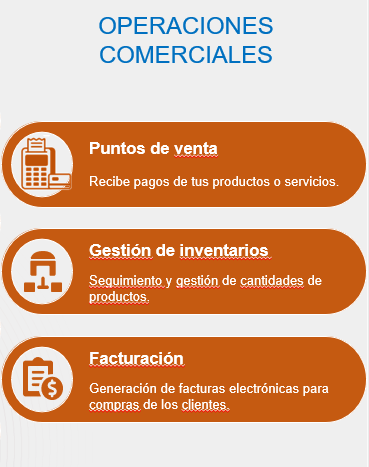 OPERACIONES
COMERCIALES
Puntos de venta
Recibe pagos de tus productos o servicios.
Gestión de inventarios
Seguimiento y gestión de cantidades de
productos.
Facturación
Generación de facturas electrónicas para
compras de los clientes.